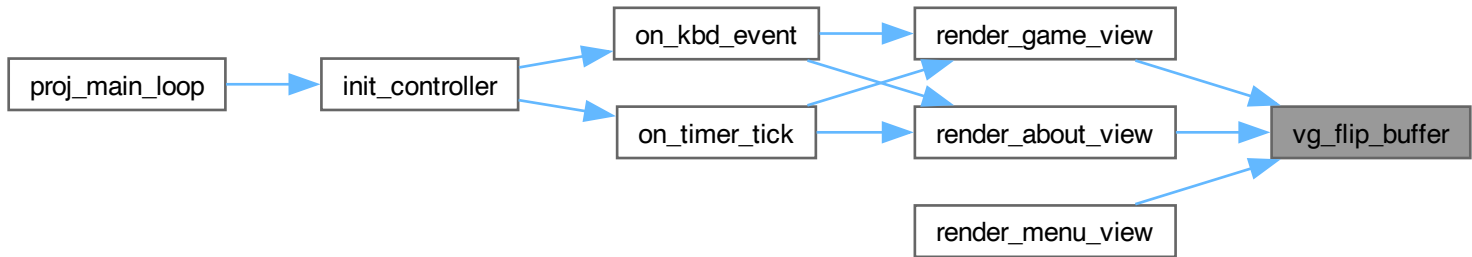 proj_main_loop
init_controller
on_kbd_event
on_timer_tick
render_game_view
render_about_view
render_menu_view
vg_flip_buffer